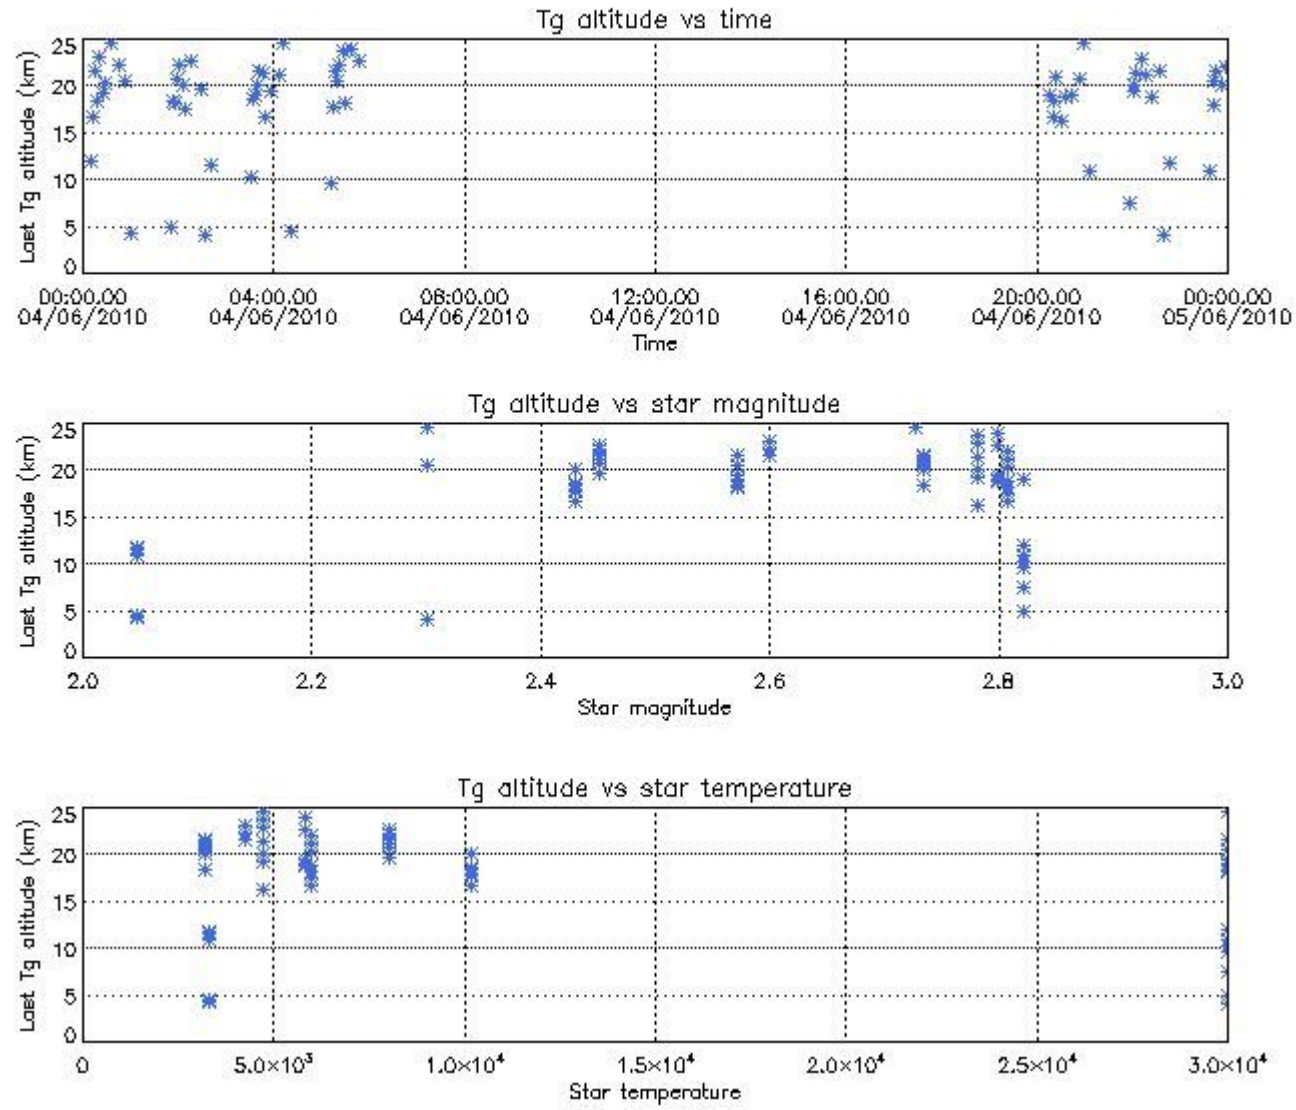 Tg altitude vs time
Last Tg altitude (km)
25
20
15
10
5
0
00:00.00 04:00.00 08:00.00 12:00.00 16:00.00 20:00.00 00:00.00
04/06/2010 04/06/2010 04/06/2010 04/06/2010 04/06/2010 04/06/2010 05/06/2010
Time
Tg altitude vs star magnitude
Last Tg altitude (km)
25
20
15
10
5
0
2.0 2.2 2.4 2.6 2.8 3.0
Star magnitude
Tg altitude vs star temperature
Last Tg altitude (km)
25
20
15
10
5
0
0 5.0×10³ 1.0×10⁴ 1.5×10⁴ 2.0×10⁴ 2.5×10⁴ 3.0×10⁴
Star temperature